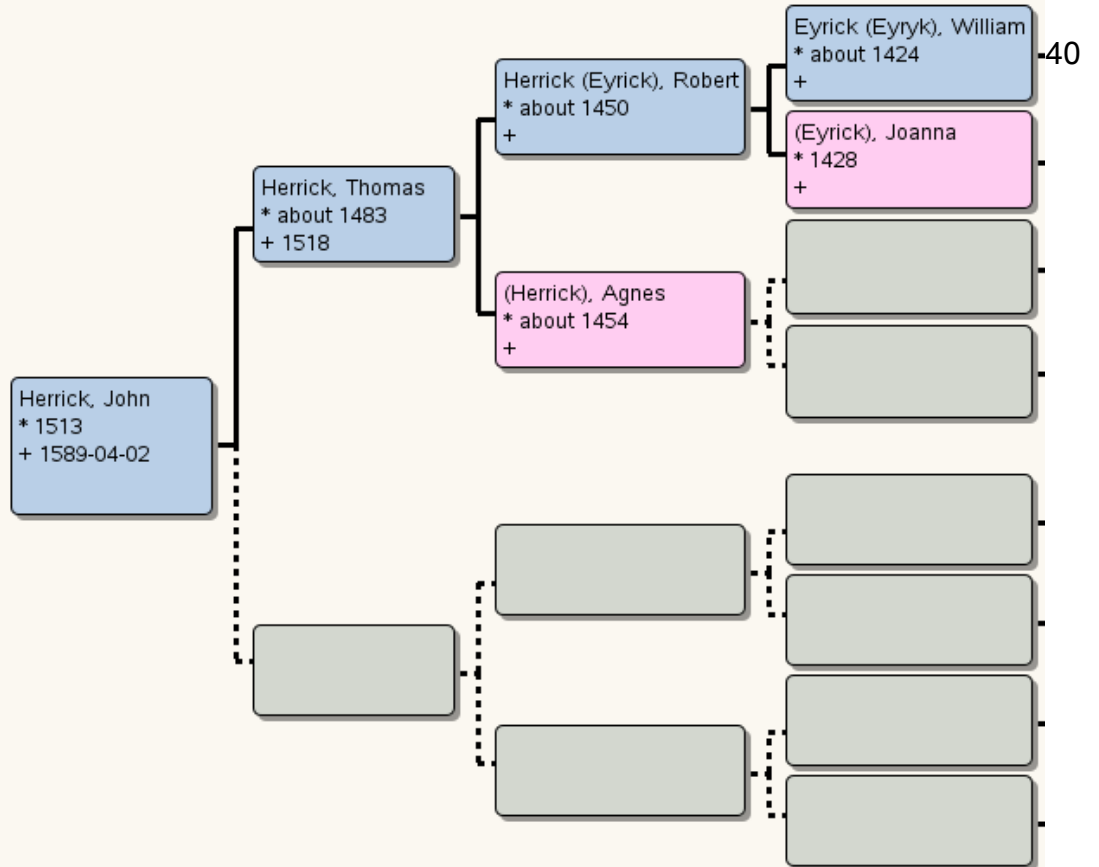 Eyrick (Eyryk), William
* about 1424
+
40
Herrick (Eyrick), Robert
* about 1450
+
(Eyrick), Joanna
* 1428
+
Herrick, Thomas
* about 1483
+ 1518
(Herrick), Agnes
* about 1454
+
Herrick, John
* 1513
+ 1589-04-02